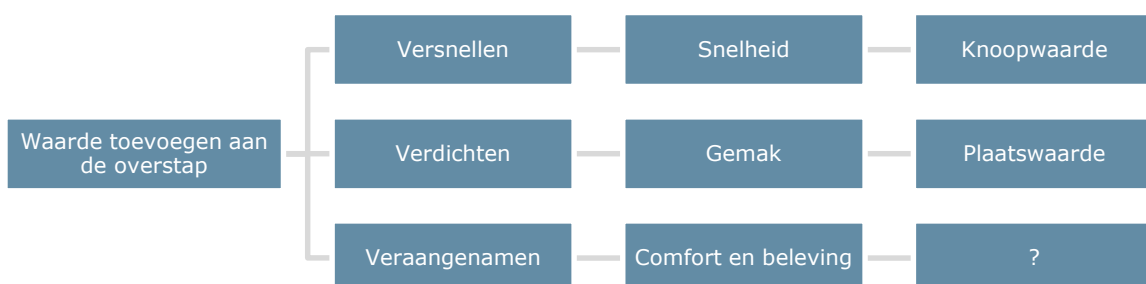 Versnellen
Snelheid
Knoopwaarde
Waarde toevoegen aan
de overstap
Verdichten
Gemak
Plaatswaarde
Veraangenamen
Comfort en beleving
?